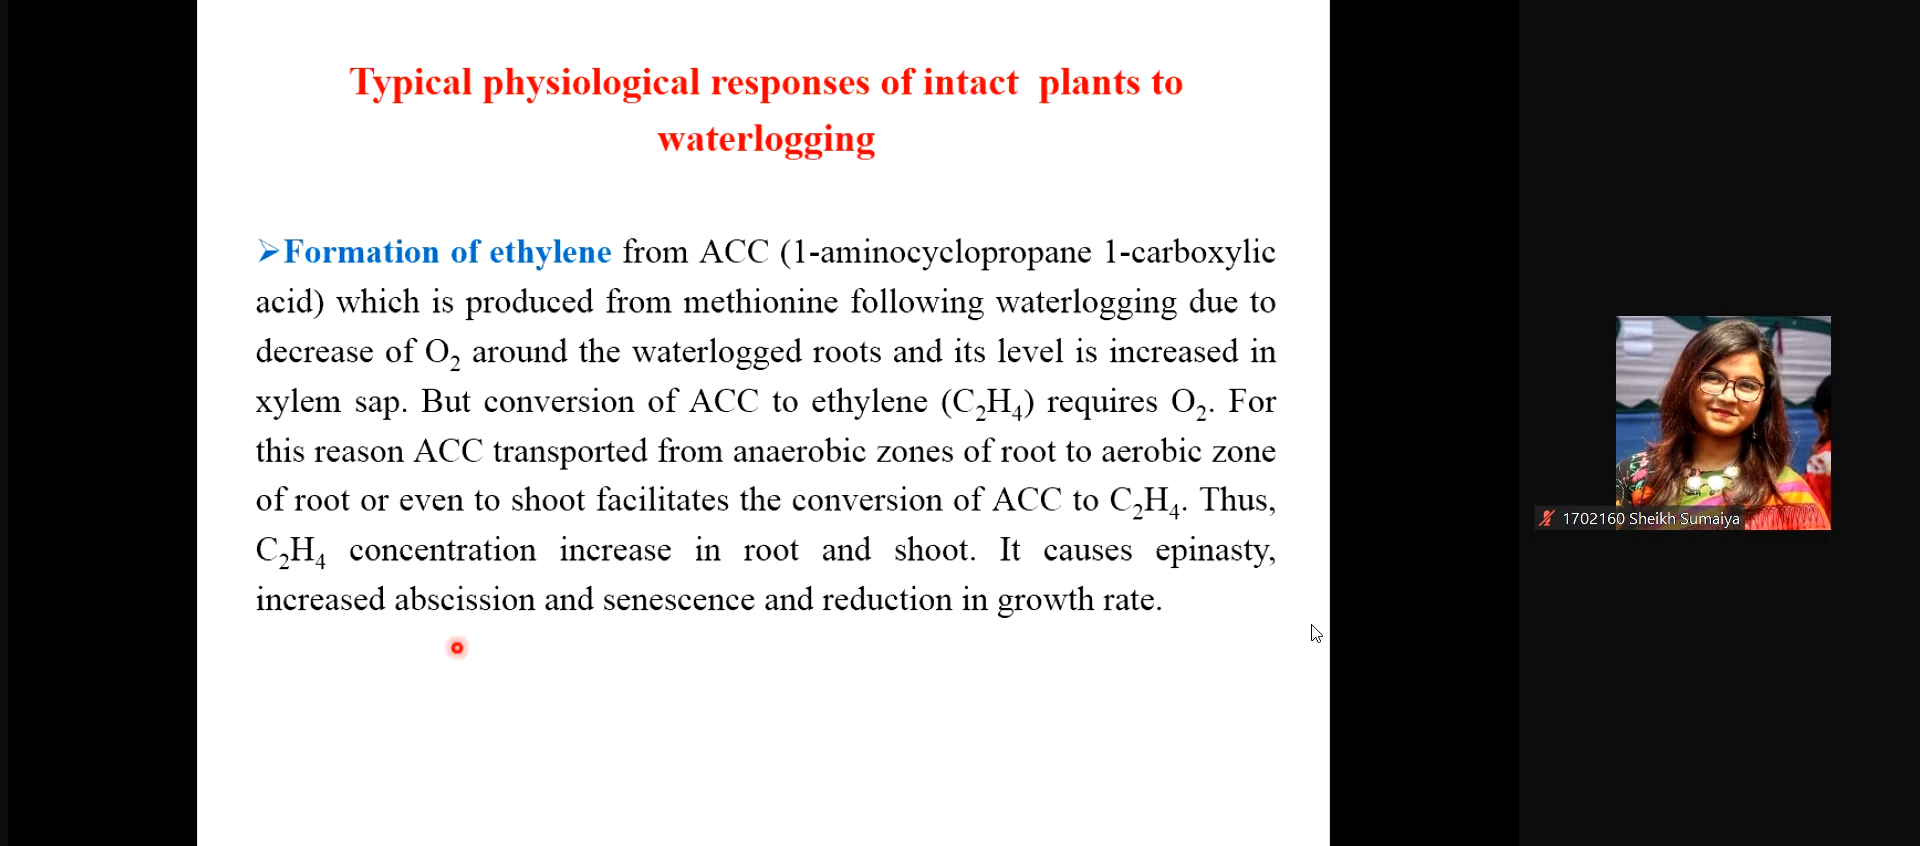 Typical physiological responses of intact plants to
waterlogging
➢Formation of ethylene from ACC (1-aminocyclopropane 1-carboxylic
acid) which is produced from methionine following waterlogging due to
decrease of O₂ around the waterlogged roots and its level is increased in
xylem sap. But conversion of ACC to ethylene (C₂H₄) requires O₂. For
this reason ACC transported from anaerobic zones of root to aerobic zone
of root or even to shoot facilitates the conversion of ACC to C₂H₄. Thus,
C₂H₄ concentration increase in root and shoot. It causes epinasty,
increased abscission and senescence and reduction in growth rate.
1702160 Sheikh Sumaiya